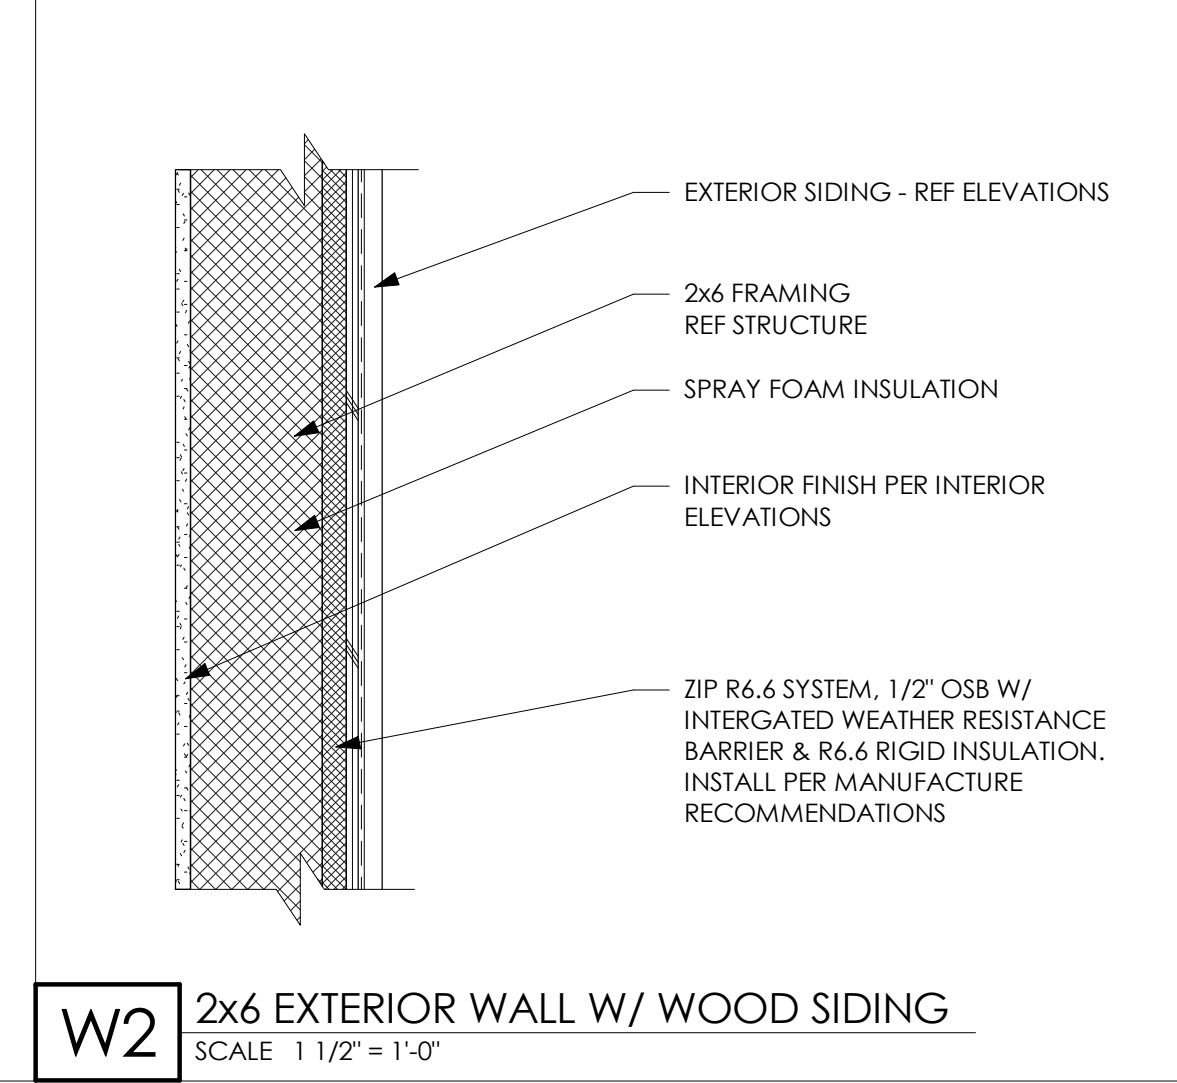 EXTERIOR SIDING - REF ELEVATIONS
2x6 FRAMING
REF STRUCTURE
SPRAY FOAM INSULATION
INTERIOR FINISH PER INTERIOR
ELEVATIONS
ZIP R6.6 SYSTEM, 1/2" OSB W/
INTERGATED WEATHER RESISTANCE
BARRIER & R6.6 RIGID INSULATION.
INSTALL PER MANUFACTURE
RECOMMENDATIONS
W2
2x6 EXTERIOR WALL W/ WOOD SIDING
SCALE 1 1/2" = 1'-0"